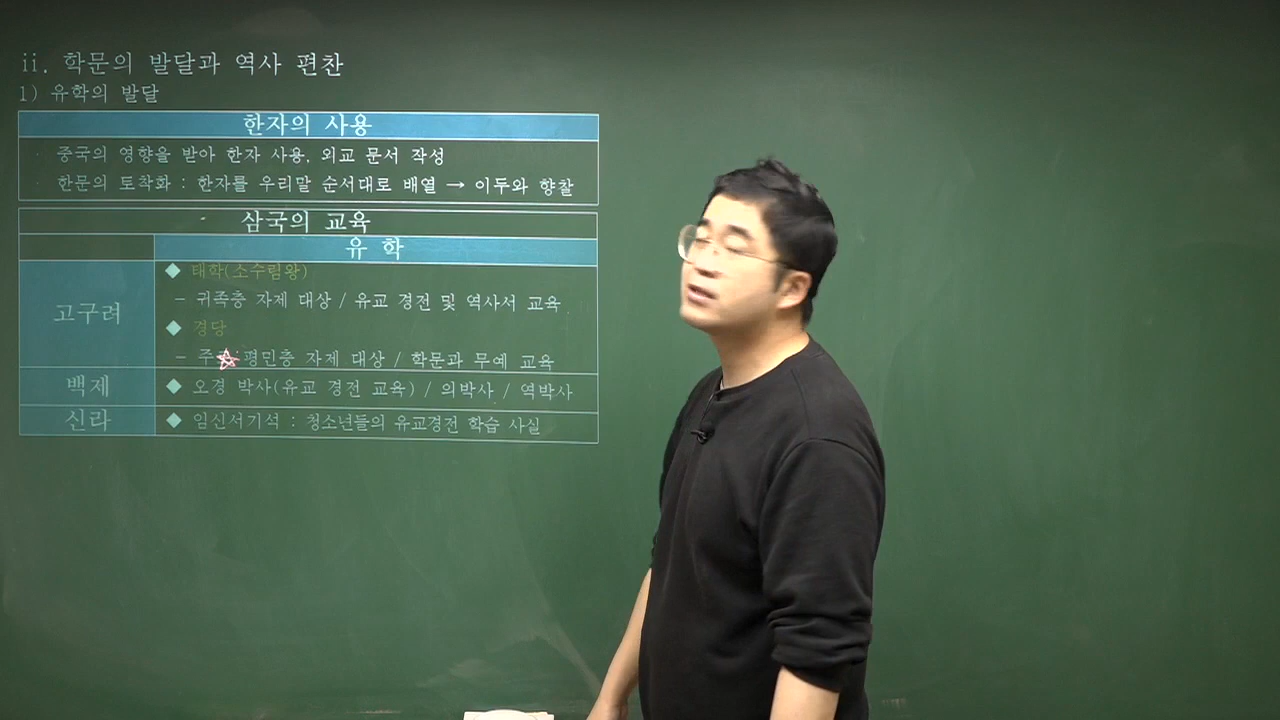 ii. 학문의 발달과 역사 편찬
1) 유학의 발달
한자의 사용
· 중국의 영향을 받아 한자 사용, 외교 문서 작성
· 한문의 토착화 : 한자를 우리말 순서대로 배열 → 이두와 향찰
삼국의 교육
유 학
고구려
◆ 태학(소수림왕)
- 귀족층 자제 대상 / 유교 경전 및 역사서 교육
◆ 경당
- 주 평민층 자제 대상 / 학문과 무예 교육
백제
◆ 오경 박사(유교 경전 교육) / 의박사 / 역박사
신라
◆ 임신서기석 : 청소년들의 유교경전 학습 사실